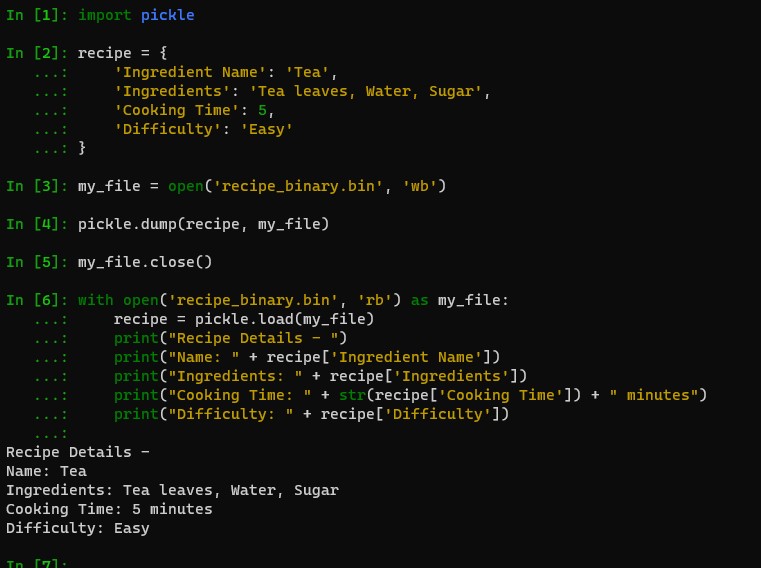 In [1]: import pickle
In [2]: recipe = {
   ...:     'Ingredient Name': 'Tea',
   ...:     'Ingredients': 'Tea leaves, Water, Sugar',
   ...:     'Cooking Time': 5,
   ...:     'Difficulty': 'Easy'
   ...: }
In [3]: my_file = open('recipe_binary.bin', 'wb')
In [4]: pickle.dump(recipe, my_file)
In [5]: my_file.close()
In [6]: with open('recipe_binary.bin', 'rb') as my_file:
   ...:     recipe = pickle.load(my_file)
   ...:     print("Recipe Details - ")
   ...:     print("Name: " + recipe['Ingredient Name'])
   ...:     print("Ingredients: " + recipe['Ingredients'])
   ...:     print("Cooking Time: " + str(recipe['Cooking Time']) + " minutes")
   ...:     print("Difficulty: " + recipe['Difficulty'])
   ...:
Recipe Details -
Name: Tea
Ingredients: Tea leaves, Water, Sugar
Cooking Time: 5 minutes
Difficulty: Easy
In [7]: